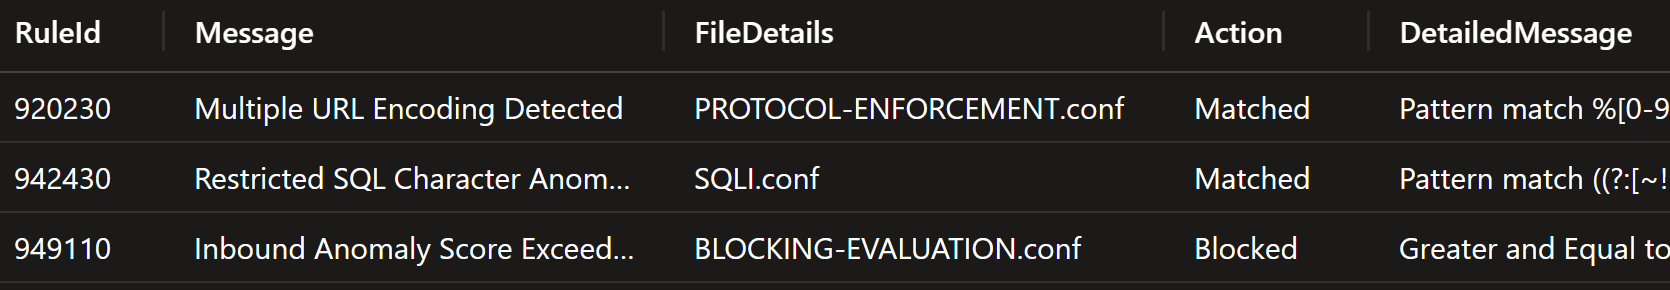 RuleId Message FileDetails Action DetailedMessage
920230 Multiple URL Encoding Detected PROTOCOL-ENFORCEMENT.conf Matched Pattern match %[0-9
942430 Restricted SQL Character Anom... SQLI.conf Matched Pattern match ((?:[~!
949110 Inbound Anomaly Score Exceed... BLOCKING-EVALUATION.conf Blocked Greater and Equal to